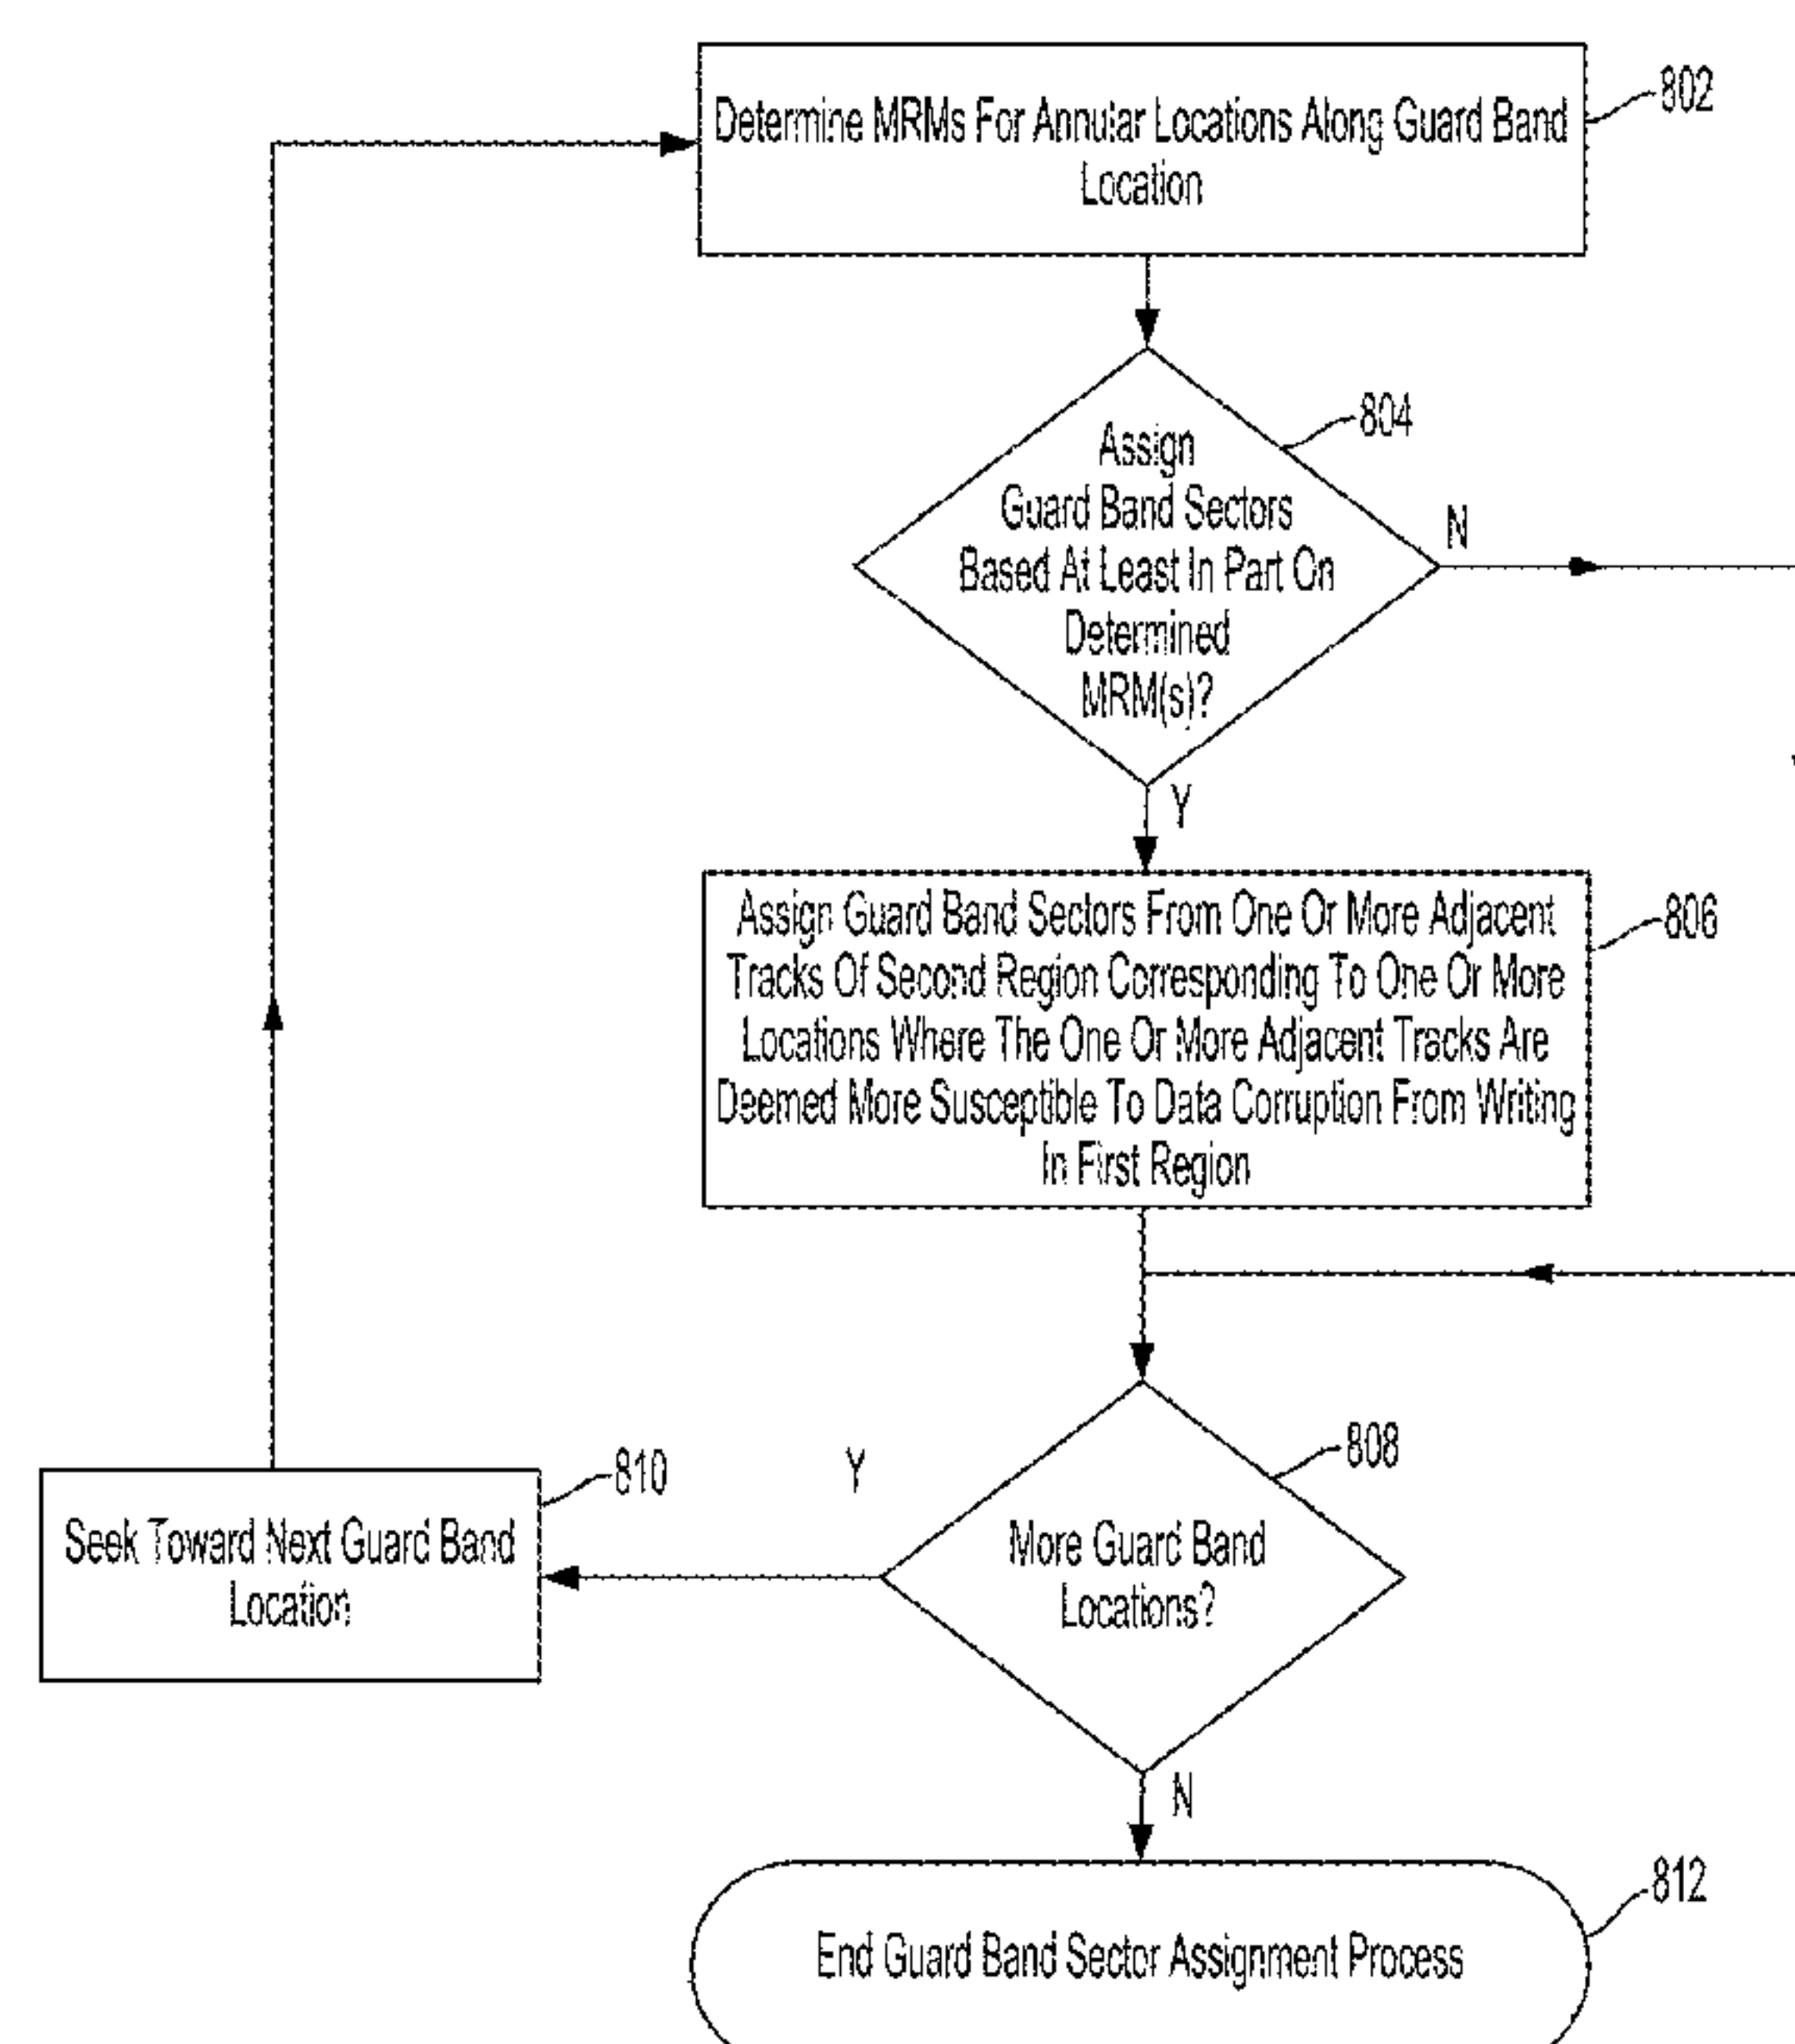 Determine MRMs For Annular Locations Along Guard Band
Location
802
804
Assign
Guard Band Sectors
Based At Least In Part On
Determined
MRM(s)?
N
Y
Assign Guard Band Sectors From One Or More Adjacent
Tracks Of Second Region Corresponding To One Or More
Locations Where The One Or More Adjacent Tracks Are
Deemed More Susceptible To Data Corruption From Writing
In First Region
806
808
More Guard Band
Locations?
Y
810
Seek Toward Next Guard Band
Location
N
812
End Guard Band Sector Assignment Process